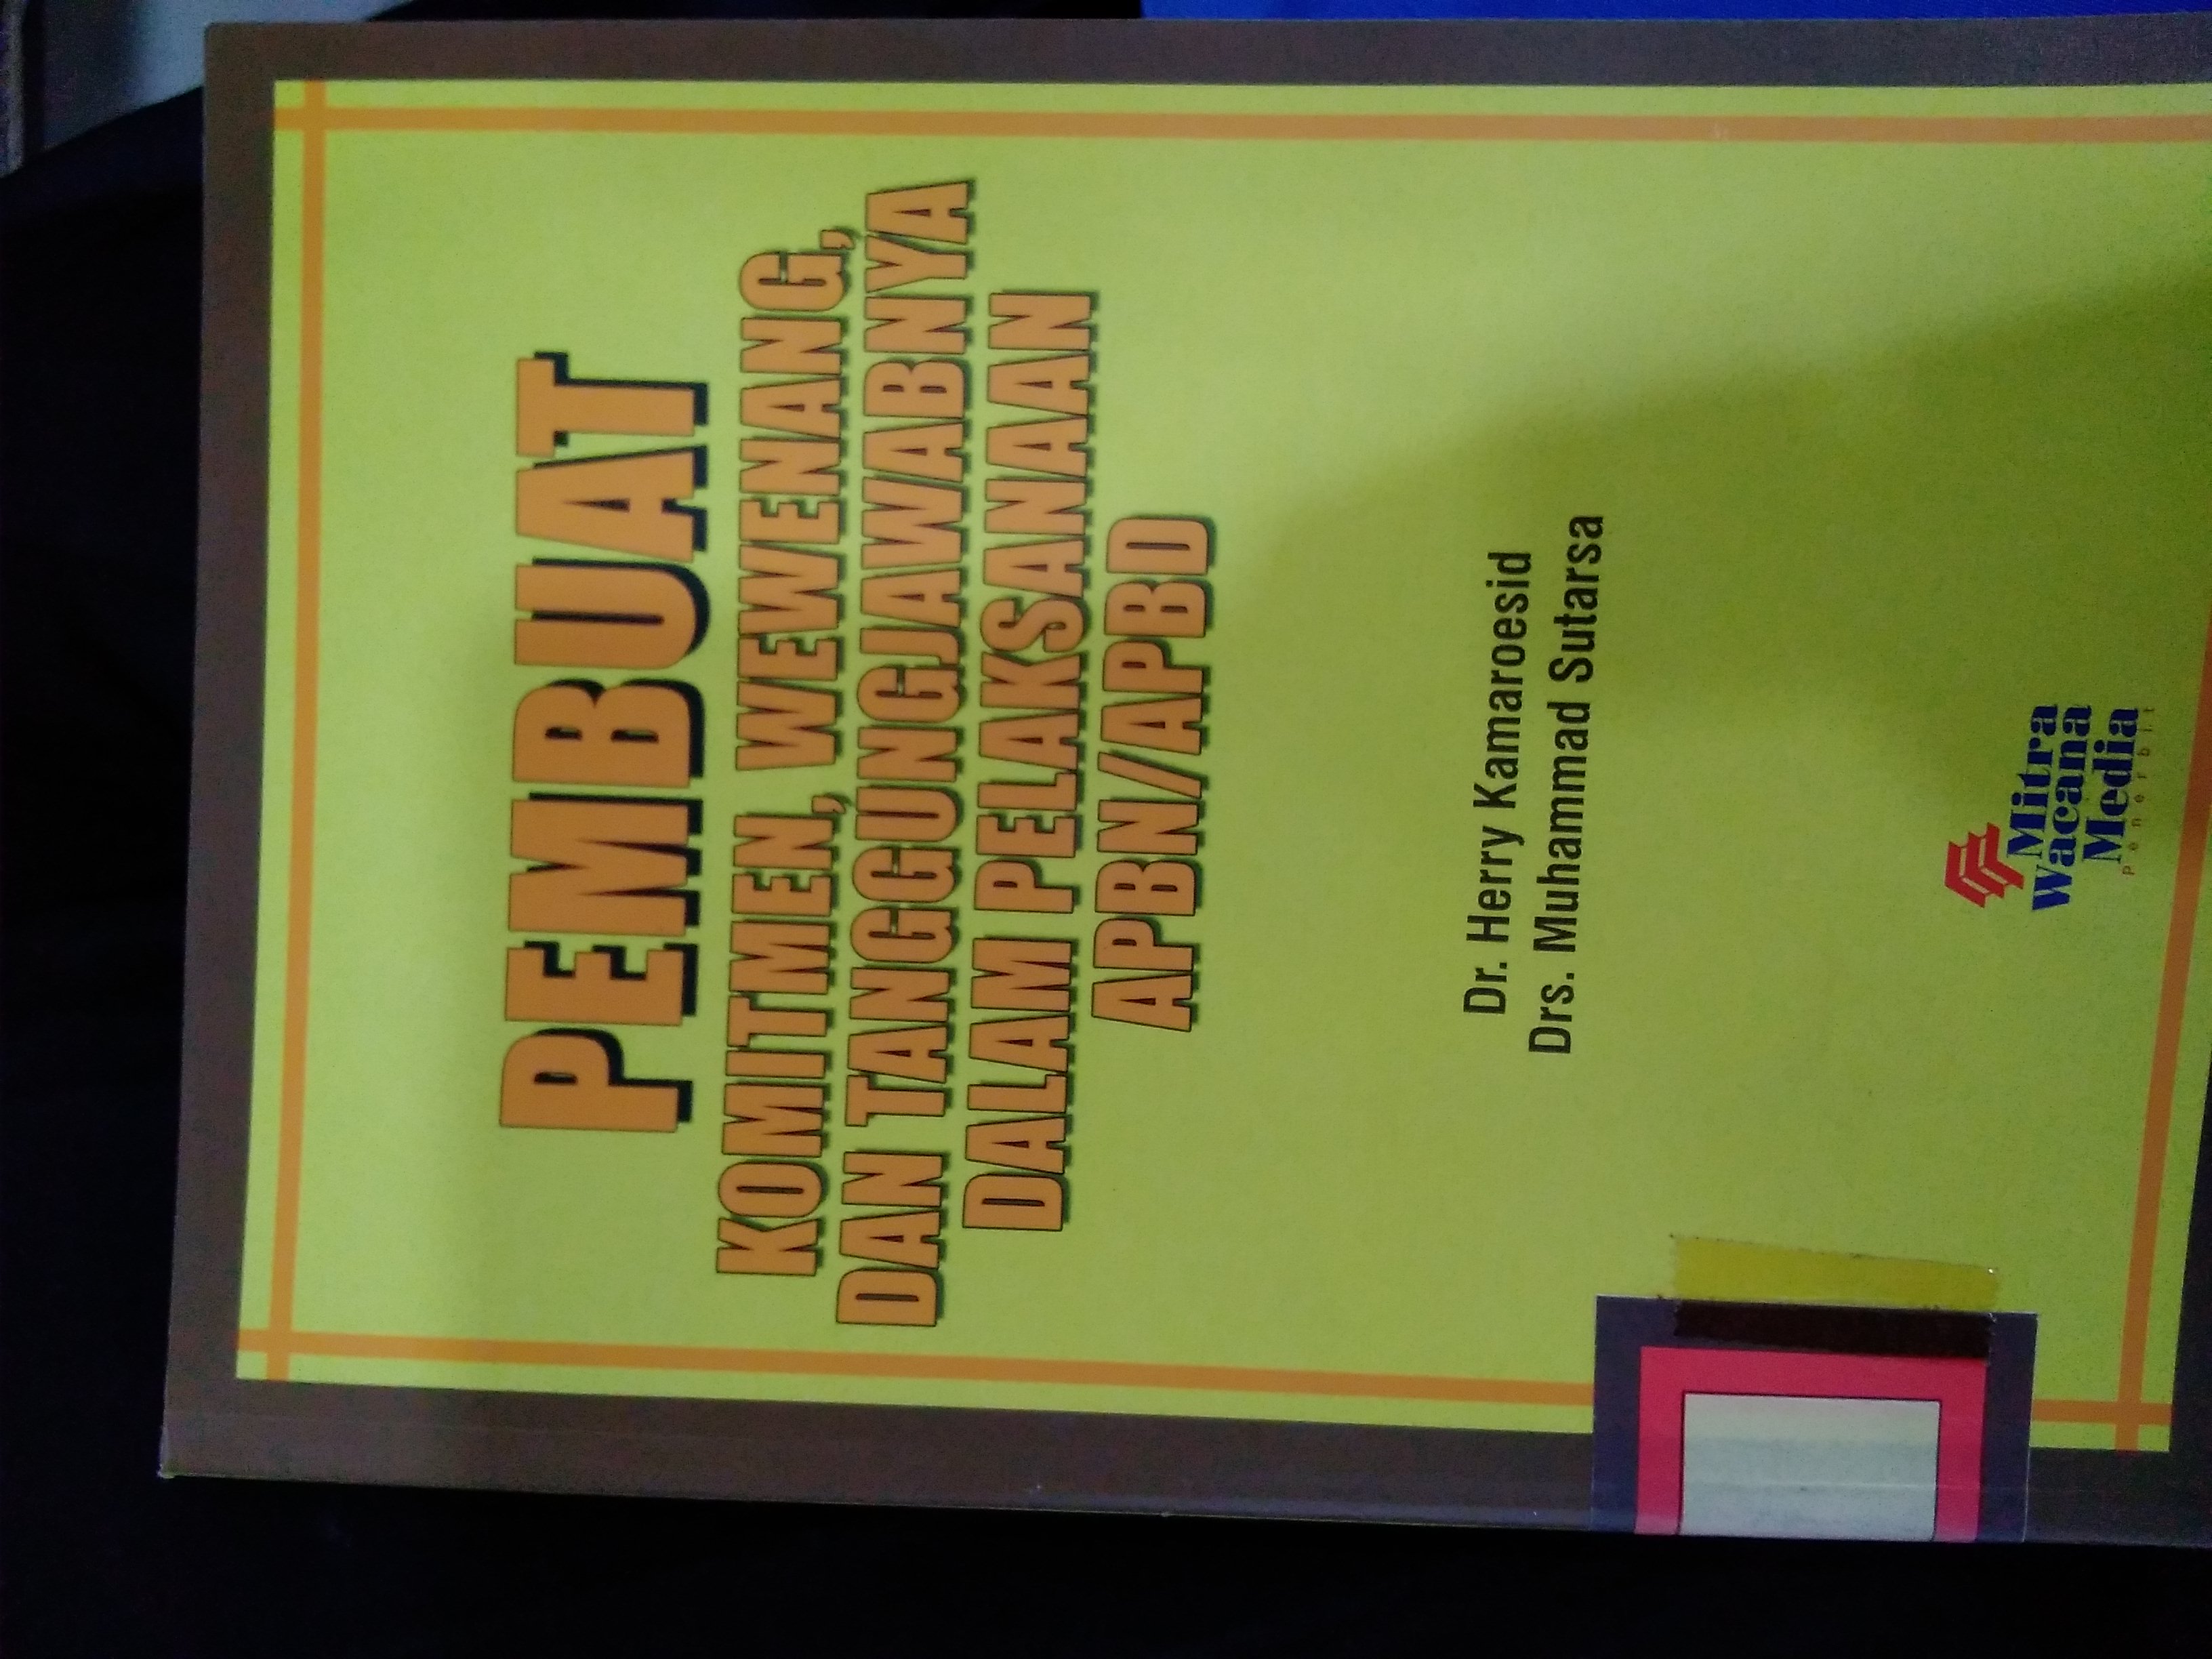 PEMBUAT
KOMITMEN, WEWENANG,
DAN TANGGUNGJAWABNYA
DALAM PELAKSANAAN
APBN/APBD
Dr. Herry Kamaroesid
Drs. Muhammad Sutarsa
Mitra
Wacana
Media
Penerbit